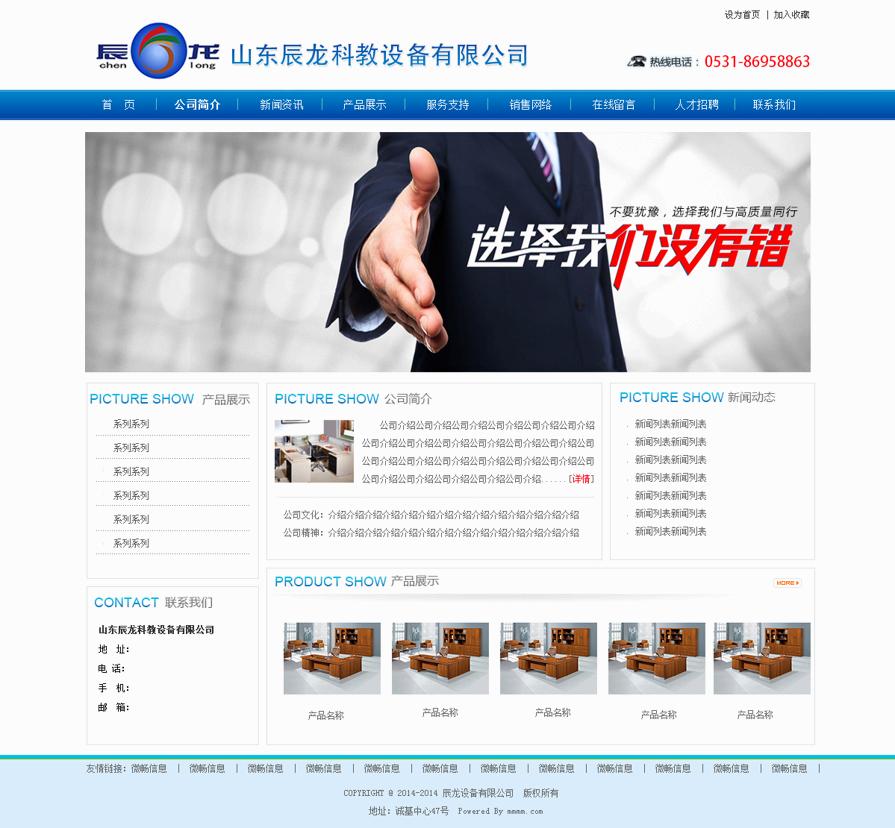 设为首页 | 加入收藏
辰 龙
chen long
山东辰龙科教设备有限公司
热线电话： 0531-86958863
首 页 | 公司简介 | 新闻资讯 | 产品展示 | 服务支持 | 销售网络 | 在线留言 | 人才招聘 | 联系我们
不要犹豫，选择我们与高质量同行
选择我们没有错
PICTURE SHOW 产品展示
系列系列
系列系列
系列系列
系列系列
系列系列
系列系列
PICTURE SHOW 公司简介
公司介绍公司介绍公司介绍公司介绍公司介绍公司介绍
公司介绍公司介绍公司介绍公司介绍公司介绍公司介绍公司
公司介绍公司介绍公司介绍公司介绍公司介绍公司介绍公司
公司介绍公司介绍公司介绍公司介绍公司介绍......[详情]
公司文化：介绍介绍介绍介绍介绍介绍介绍介绍介绍介绍介绍介绍介绍介绍
公司精神：介绍介绍介绍介绍介绍介绍介绍介绍介绍介绍介绍介绍介绍介绍
PICTURE SHOW 新闻动态
新闻列表新闻列表
新闻列表新闻列表
新闻列表新闻列表
新闻列表新闻列表
新闻列表新闻列表
新闻列表新闻列表
新闻列表新闻列表
CONTACT 联系我们
山东辰龙科教设备有限公司
地 址：
电 话：
手 机：
邮 箱：
PRODUCT SHOW 产品展示
MORE
产品名称
产品名称
产品名称
产品名称
产品名称
友情链接：微畅信息 | 微畅信息 | 微畅信息 | 微畅信息 | 微畅信息 | 微畅信息 | 微畅信息 | 微畅信息 | 微畅信息 | 微畅信息 | 微畅信息 | 微畅信息 |
COPYRIGHT @ 2014-2014 辰龙设备有限公司 版权所有
地址：诚基中心47号 Powered By mmmm.com